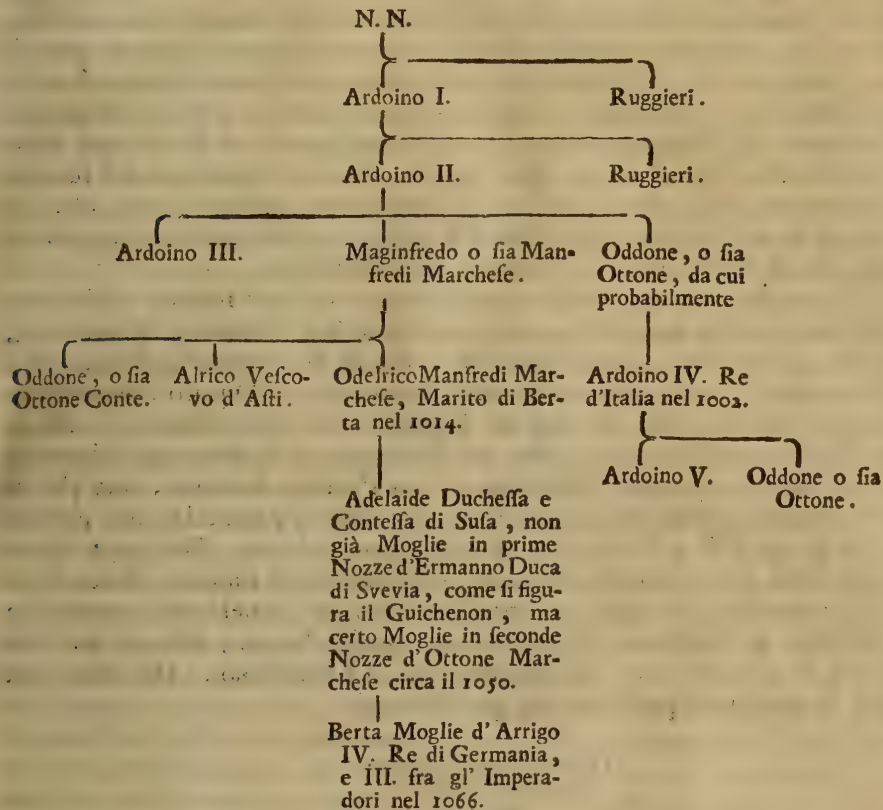 N. N.
Ardoino I.
Ruggieri.
Ardoino II.
Ruggieri.
Ardoino III.
Maginfredo o ſia Man-
fredi Marcheſe.
Oddone, o ſia
Ottone, da cui
probabilmente
Oddone, o ſia
Ottone Conte.
Alrico Veſco-
vo d'Aſti.
Odelrico Manfredi Mar-
cheſe, Marito di Ber-
ta nel 1014.
Ardoino IV. Re
d'Italia nel 1002.
Ardoino V.
Oddone o ſia
Ottone.
Adelaide Ducheſſa e
Conteſſa di Suſa, non
già Moglie in prime
Nozze d'Ermanno Duca
di Svevia, come ſi figu-
ra il Guichenon, ma
certo Moglie in ſeconde
Nozze d'Ottone Mar-
cheſe circa il 1050.
Berta Moglie d'Arrigo
IV. Re di Germania,
e III. fra gl' Impera-
dori nel 1066.